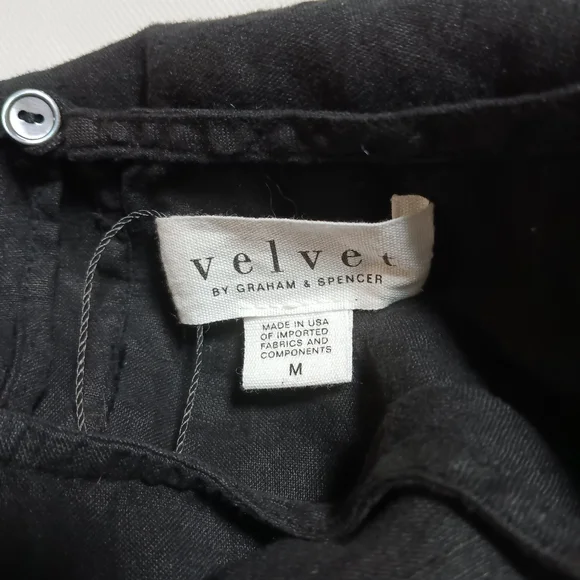 velvet
BY GRAHAM & SPENCER
MADE IN USA
OF IMPORTED
FABRICS AND
COMPONENTS
M